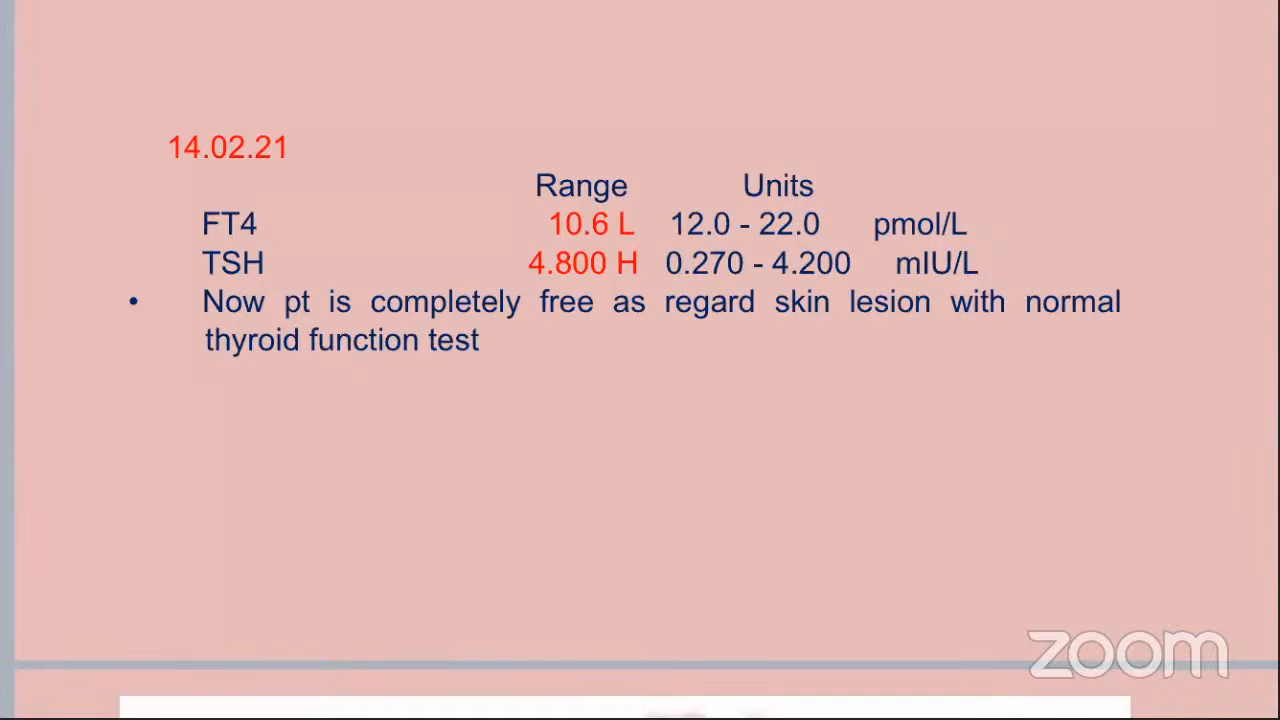 14.02.21
Range Units
FT4 10.6 L 12.0 - 22.0 pmol/L
TSH 4.800 H 0.270 - 4.200 mIU/L
• Now pt is completely free as regard skin lesion with normal
thyroid function test
zoom